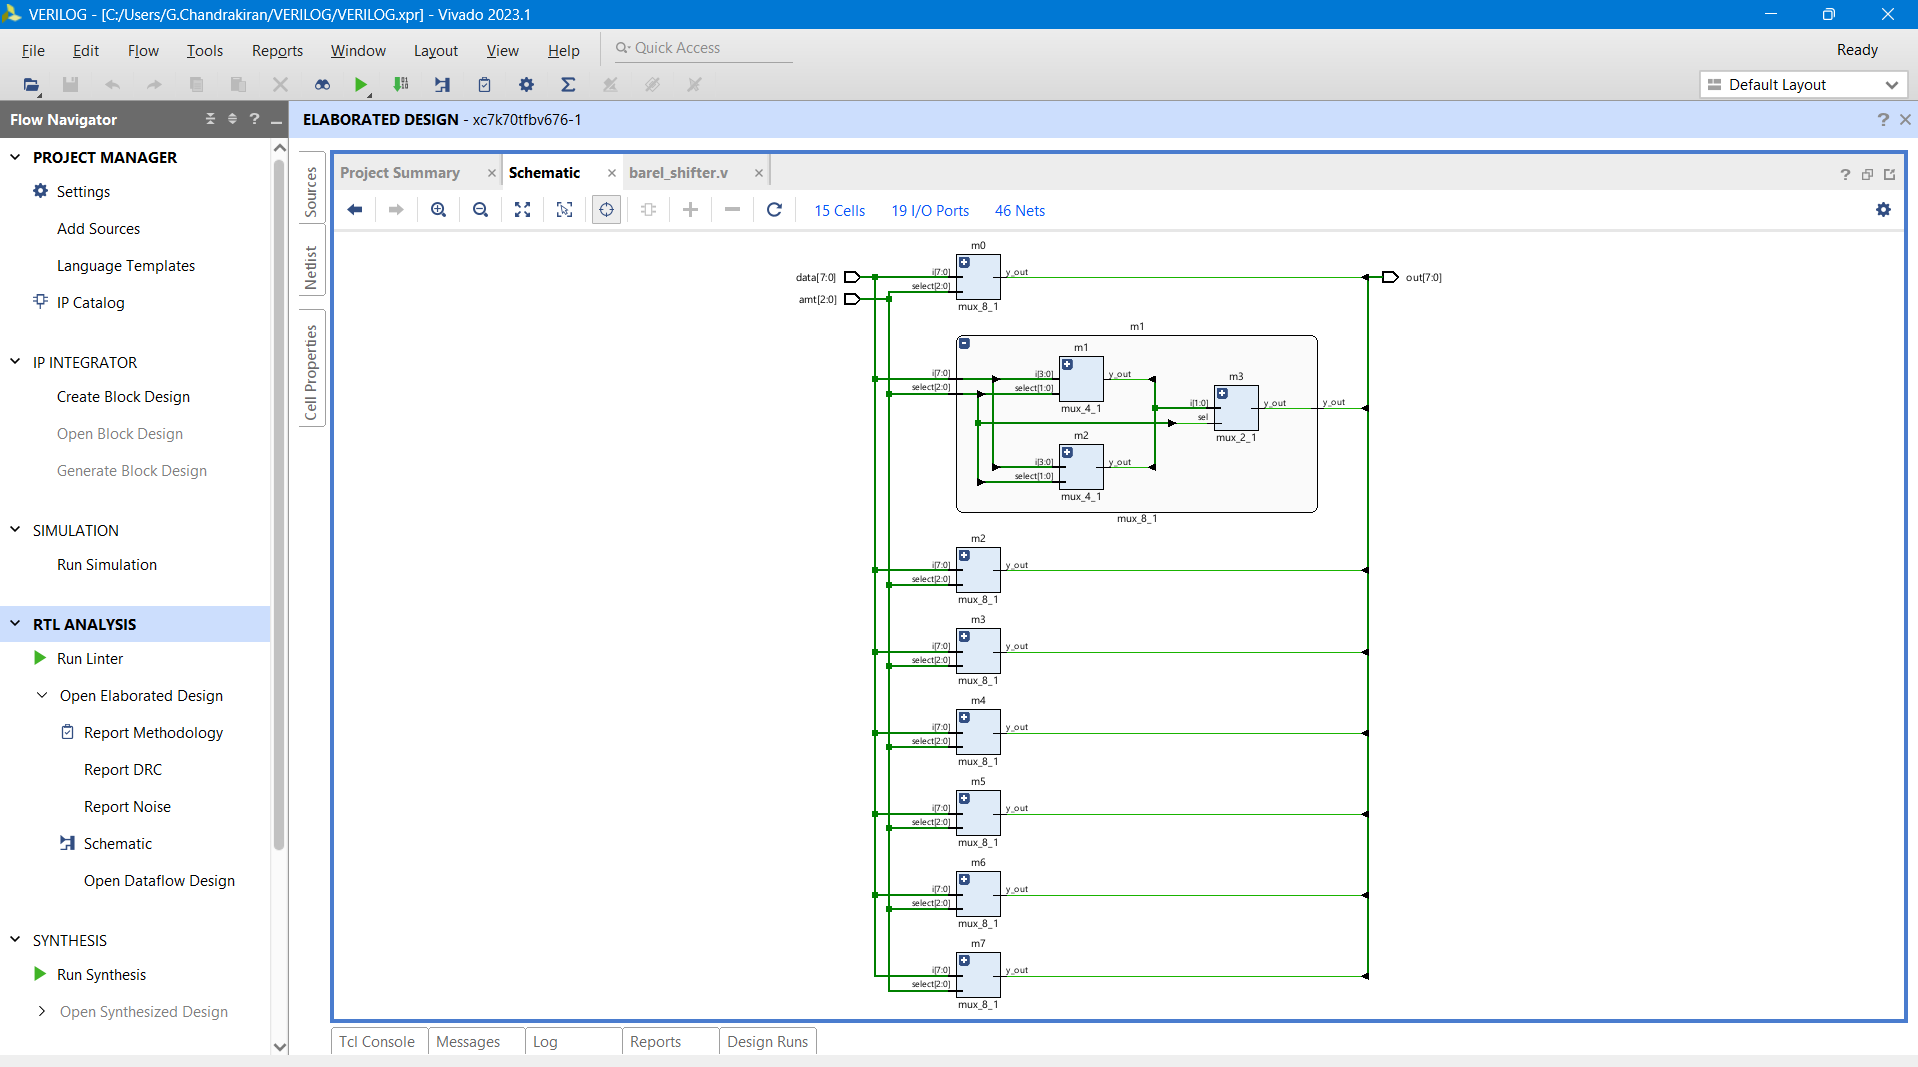 VERILOG - [C:/Users/G.Chandrakiran/VERILOG/VERILOG.xpr] - Vivado 2023.1
File Edit Flow Tools Reports Window Layout View Help Quick Access Ready
Default Layout
Flow Navigator
ELABORATED DESIGN - xc7k70tfbv676-1
PROJECT MANAGER
Settings
Add Sources
Language Templates
IP Catalog
IP INTEGRATOR
Create Block Design
Open Block Design
Generate Block Design
SIMULATION
Run Simulation
RTL ANALYSIS
Run Linter
Open Elaborated Design
Report Methodology
Report DRC
Report Noise
Schematic
Open Dataflow Design
SYNTHESIS
Run Synthesis
Open Synthesized Design
Sources
Netlist
Cell Properties
Project Summary Schematic barel_shifter.v
15 Cells 19 I/O Ports 46 Nets
m0
data[7:0] i[7:0] y_out out[7:0]
amt[2:0] select[2:0]
mux_8_1
m1
m1
i[7:0] i[3:0] y_out
select[2:0] select[1:0]
mux_4_1
m3
i[1:0] y_out y_out
sel
mux_2_1
m2
i[3:0] y_out
select[1:0]
mux_4_1
mux_8_1
m2
i[7:0] y_out
select[2:0]
mux_8_1
m3
i[7:0] y_out
select[2:0]
mux_8_1
m4
i[7:0] y_out
select[2:0]
mux_8_1
m5
i[7:0] y_out
select[2:0]
mux_8_1
m6
i[7:0] y_out
select[2:0]
mux_8_1
m7
i[7:0] y_out
select[2:0]
mux_8_1
Tcl Console Messages Log Reports Design Runs